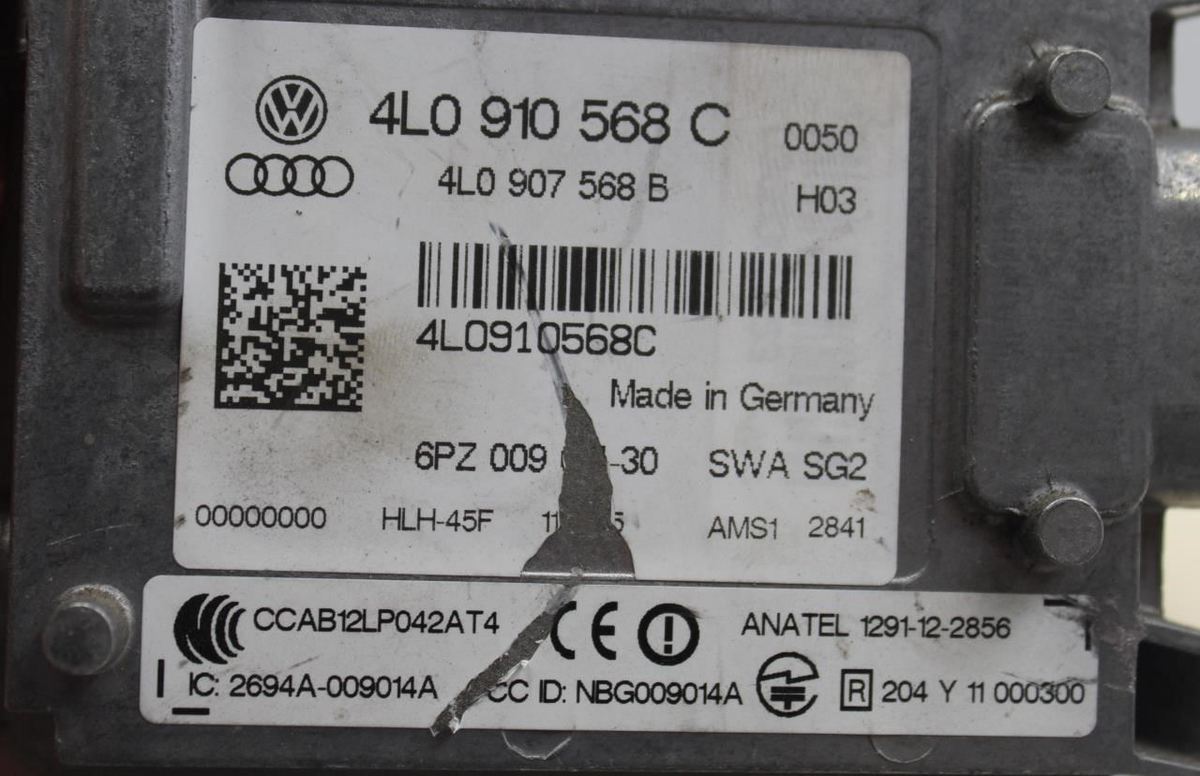 4L0 910 568 C 0050
4L0 907 568 B H03
4L0910568C
Made in Germany
6PZ 009 -30 SWA SG2
00000000 HLH-45F AMS1 2841
CCAB12LP042AT4 CE ANATEL 1291-12-2856
IC: 2694A-009014A CC ID: NBG009014A R 204 Y 11 000300